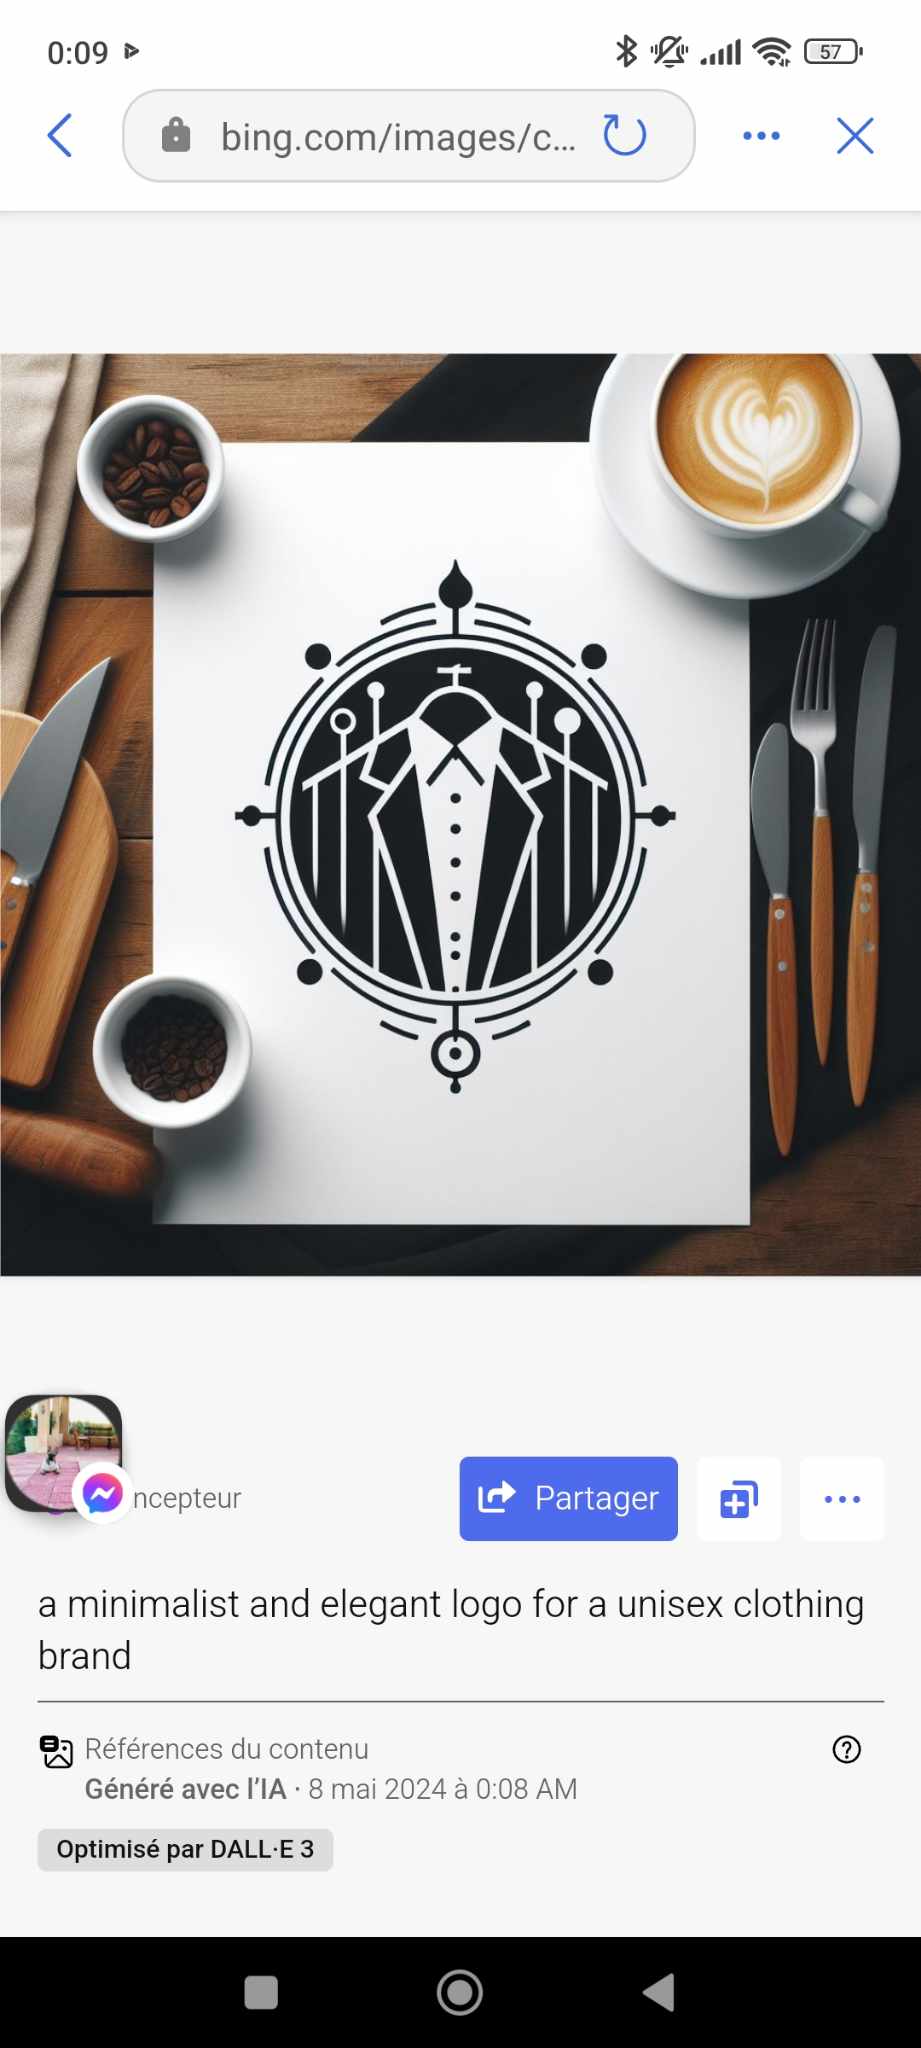 0:09
57
bing.com/images/c...
ncepteur
Partager
a minimalist and elegant logo for a unisex clothing
brand
Références du contenu
Généré avec l'IA · 8 mai 2024 à 0:08 AM
Optimisé par DALL·E 3